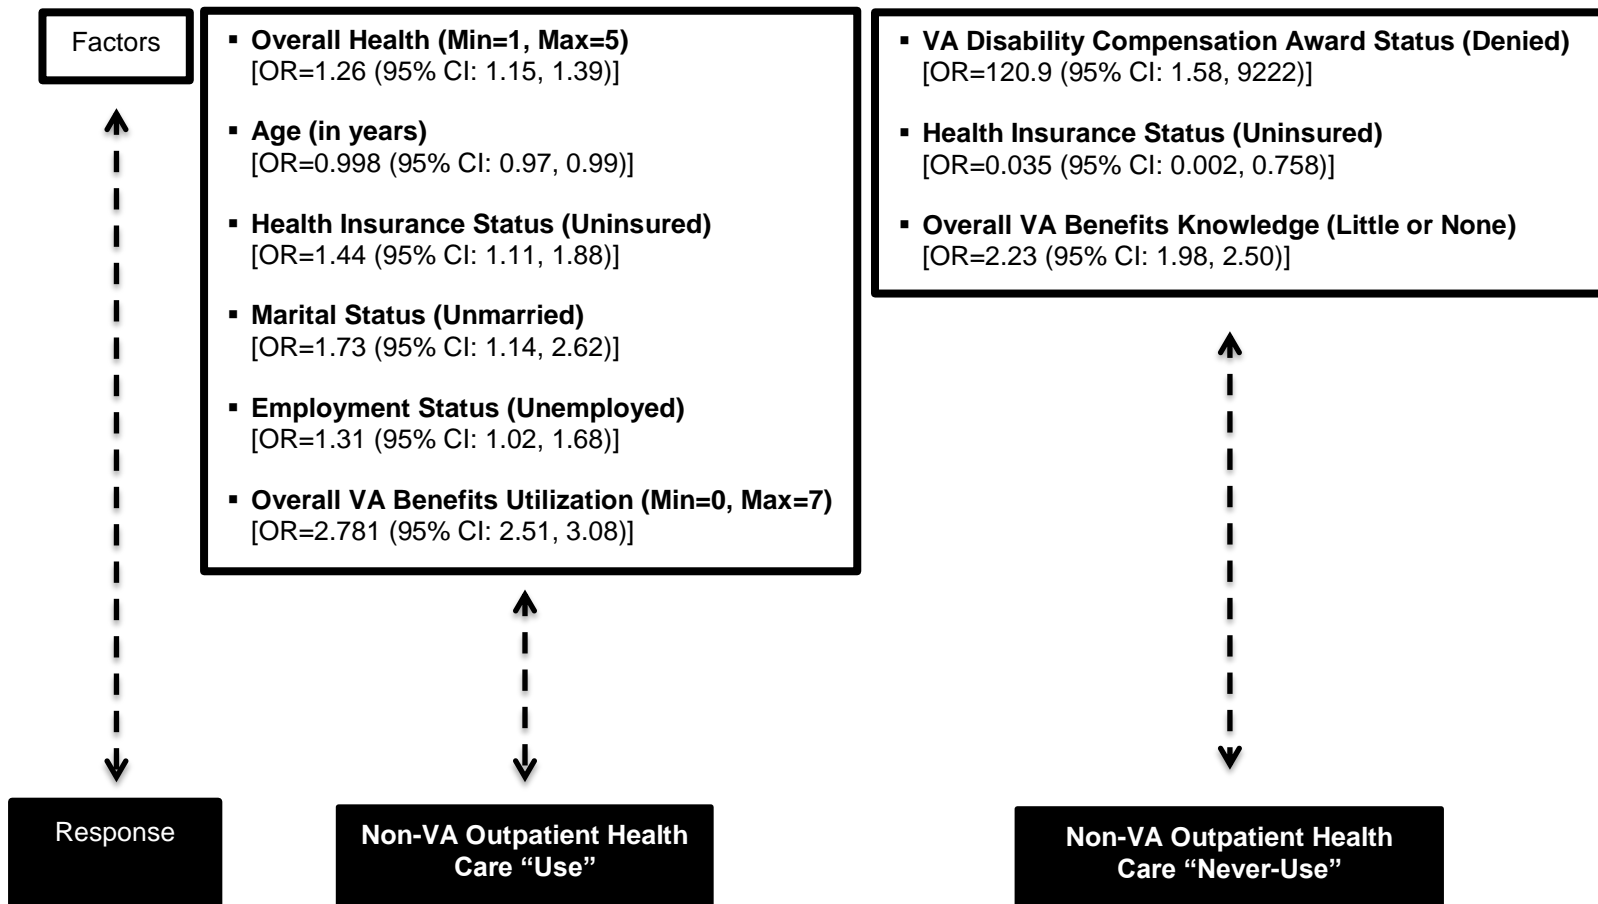 Factors
▪ Overall Health (Min=1, Max=5)
[OR=1.26 (95% CI: 1.15, 1.39)]
▪ Age (in years)
[OR=0.998 (95% CI: 0.97, 0.99)]
▪ Health Insurance Status (Uninsured)
[OR=1.44 (95% CI: 1.11, 1.88)]
▪ Marital Status (Unmarried)
[OR=1.73 (95% CI: 1.14, 2.62)]
▪ Employment Status (Unemployed)
[OR=1.31 (95% CI: 1.02, 1.68)]
▪ Overall VA Benefits Utilization (Min=0, Max=7)
[OR=2.781 (95% CI: 2.51, 3.08)]
▪ VA Disability Compensation Award Status (Denied)
[OR=120.9 (95% CI: 1.58, 9222)]
▪ Health Insurance Status (Uninsured)
[OR=0.035 (95% CI: 0.002, 0.758)]
▪ Overall VA Benefits Knowledge (Little or None)
[OR=2.23 (95% CI: 1.98, 2.50)]
Response
Non-VA Outpatient Health
Care “Use”
Non-VA Outpatient Health
Care “Never-Use”